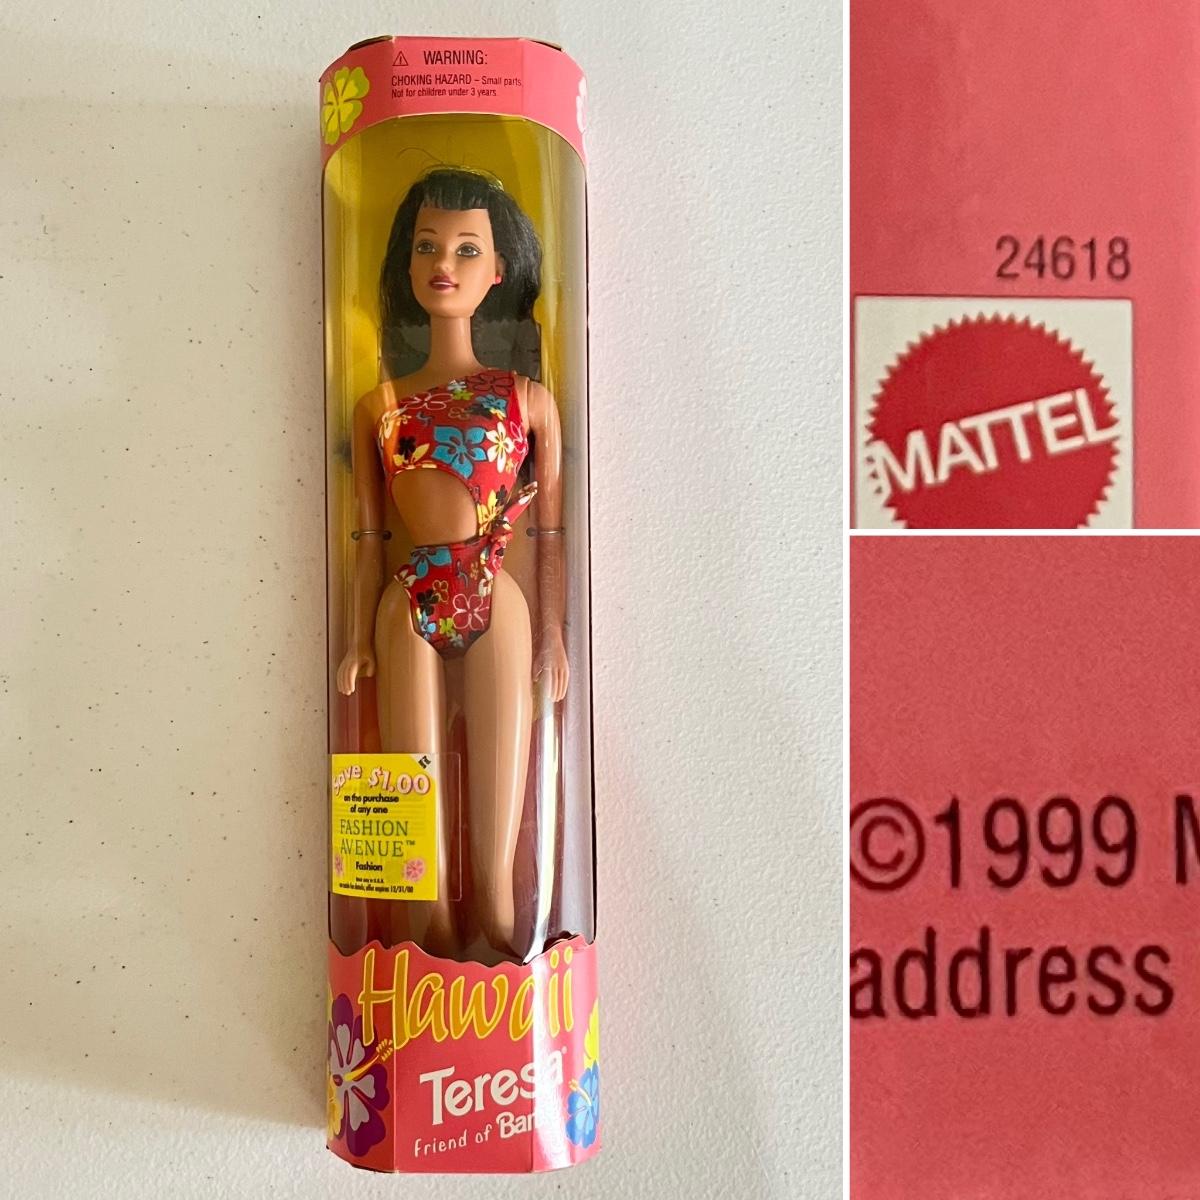 ⚠ WARNING:
CHOKING HAZARD – Small parts
Not for children under 3 years.
Save $1.00
on the purchase
of any one
FASHION
AVENUE™
Fashion
Hawaii
Teresa®
Friend of Bar
24618
MATTEL
©1999 M
address